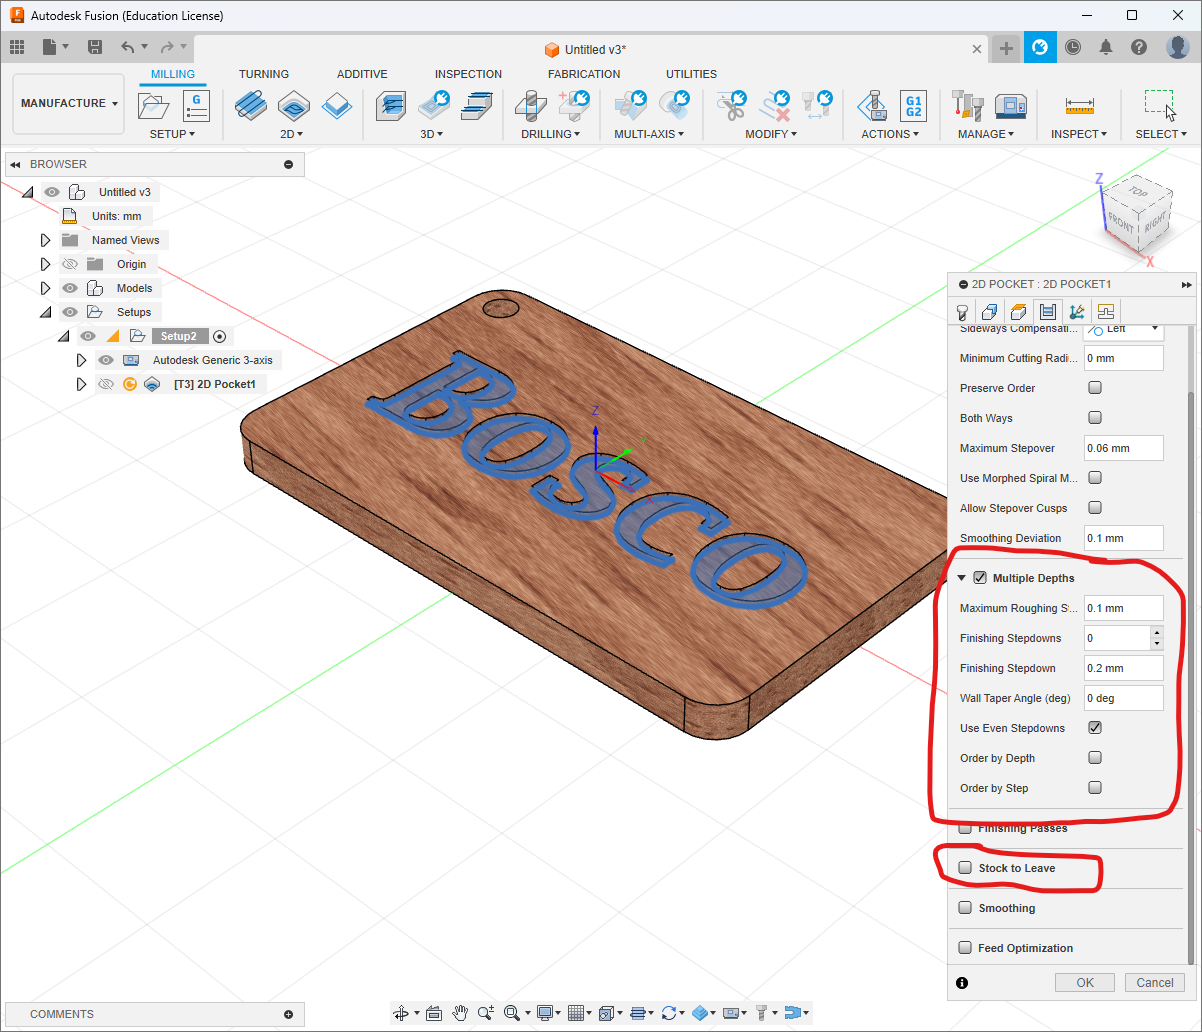 Autodesk Fusion (Education License)
Untitled v3*
MANUFACTURE
MILLING TURNING ADDITIVE INSPECTION FABRICATION UTILITIES
G
G1
G2
SETUP 2D 3D DRILLING MULTI-AXIS MODIFY ACTIONS MANAGE INSPECT SELECT
BROWSER
Untitled v3
Units: mm
Named Views
Origin
Models
Setups
Setup2
Autodesk Generic 3-axis
[T3] 2D Pocket1
Z
TOP
FRONT
RIGHT
X
BOSCO
Z
2D POCKET : 2D POCKET1
Sideways Compensati... Left
Minimum Cutting Radi... 0 mm
Preserve Order
Both Ways
Maximum Stepover 0.06 mm
Use Morphed Spiral M...
Allow Stepover Cusps
Smoothing Deviation 0.1 mm
Multiple Depths
Maximum Roughing St... 0.1 mm
Finishing Stepdowns 0
Finishing Stepdown 0.2 mm
Wall Taper Angle (deg) 0 deg
Use Even Stepdowns
Order by Depth
Order by Step
Finishing Passes
Stock to Leave
Smoothing
Feed Optimization
OK Cancel
COMMENTS